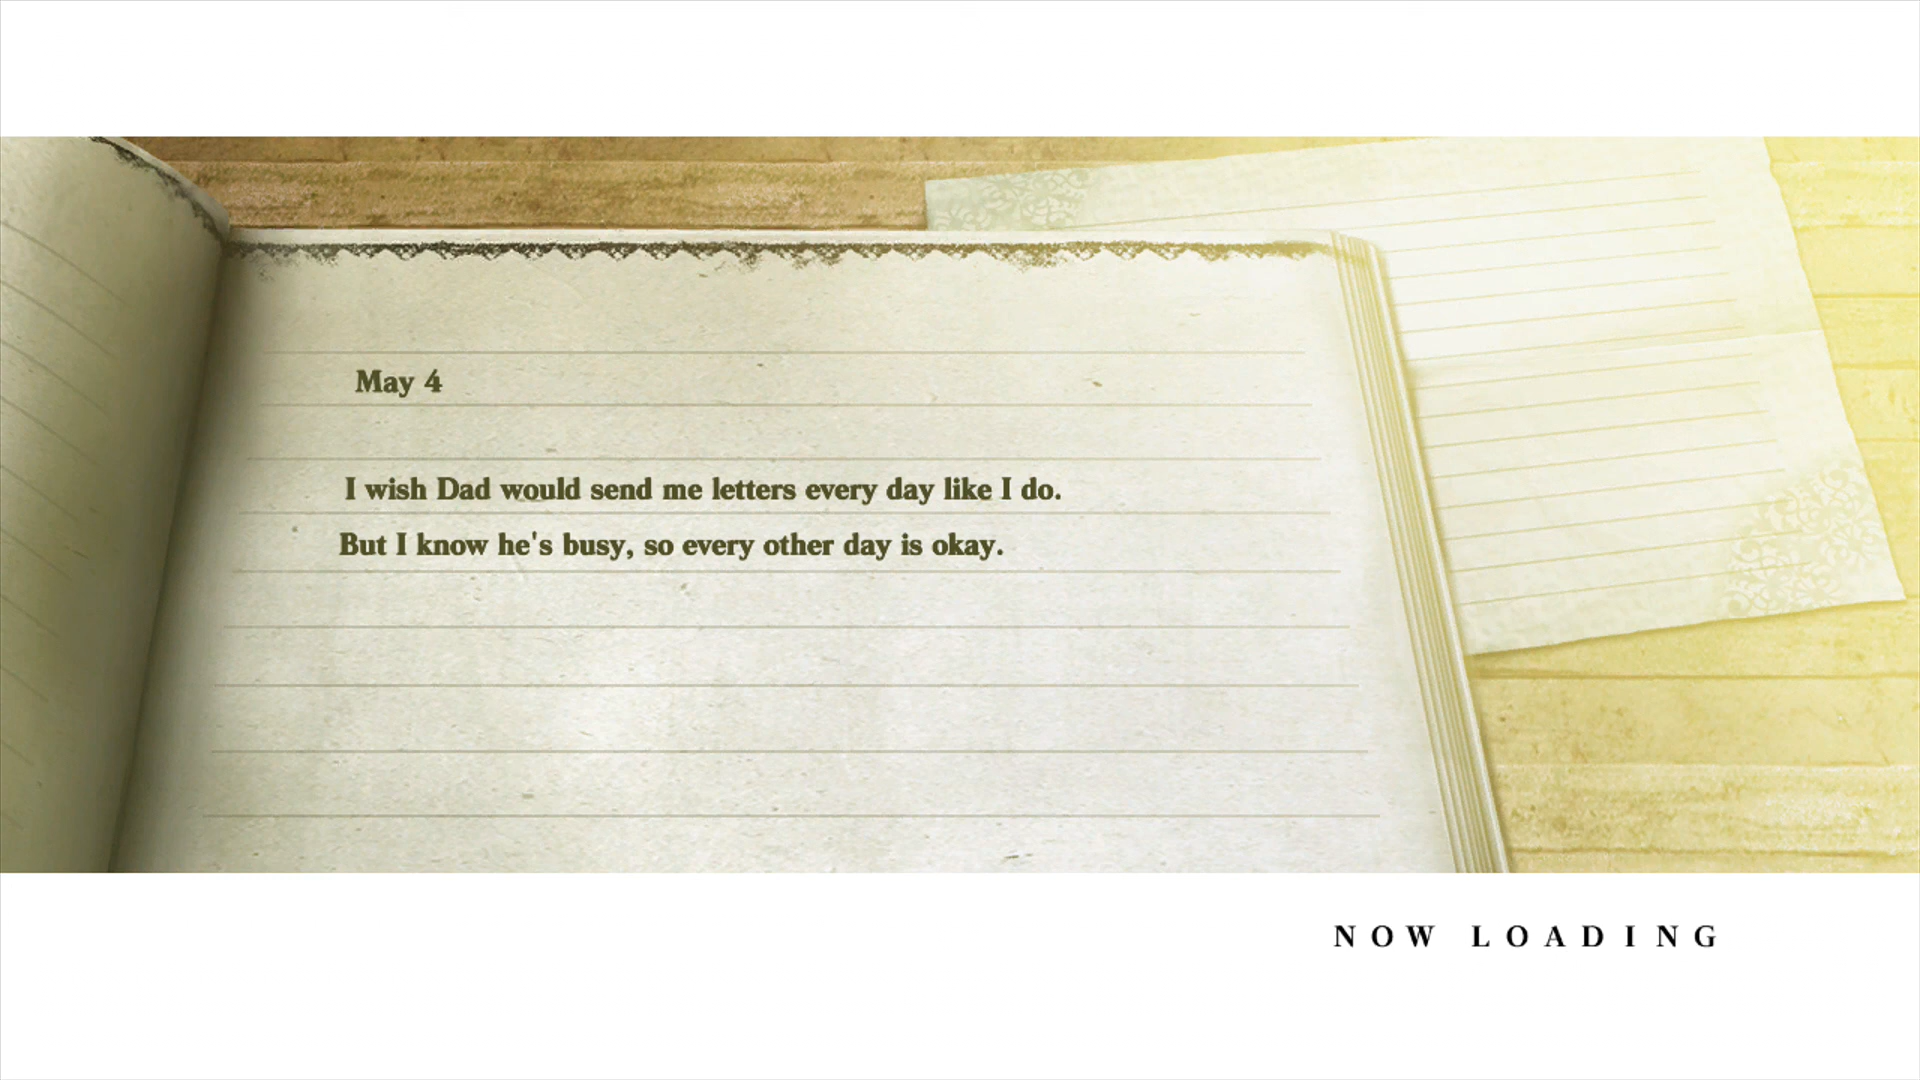 May 4
I wish Dad would send me letters every day like I do.
But I know he's busy, so every other day is okay.
NOW LOADING